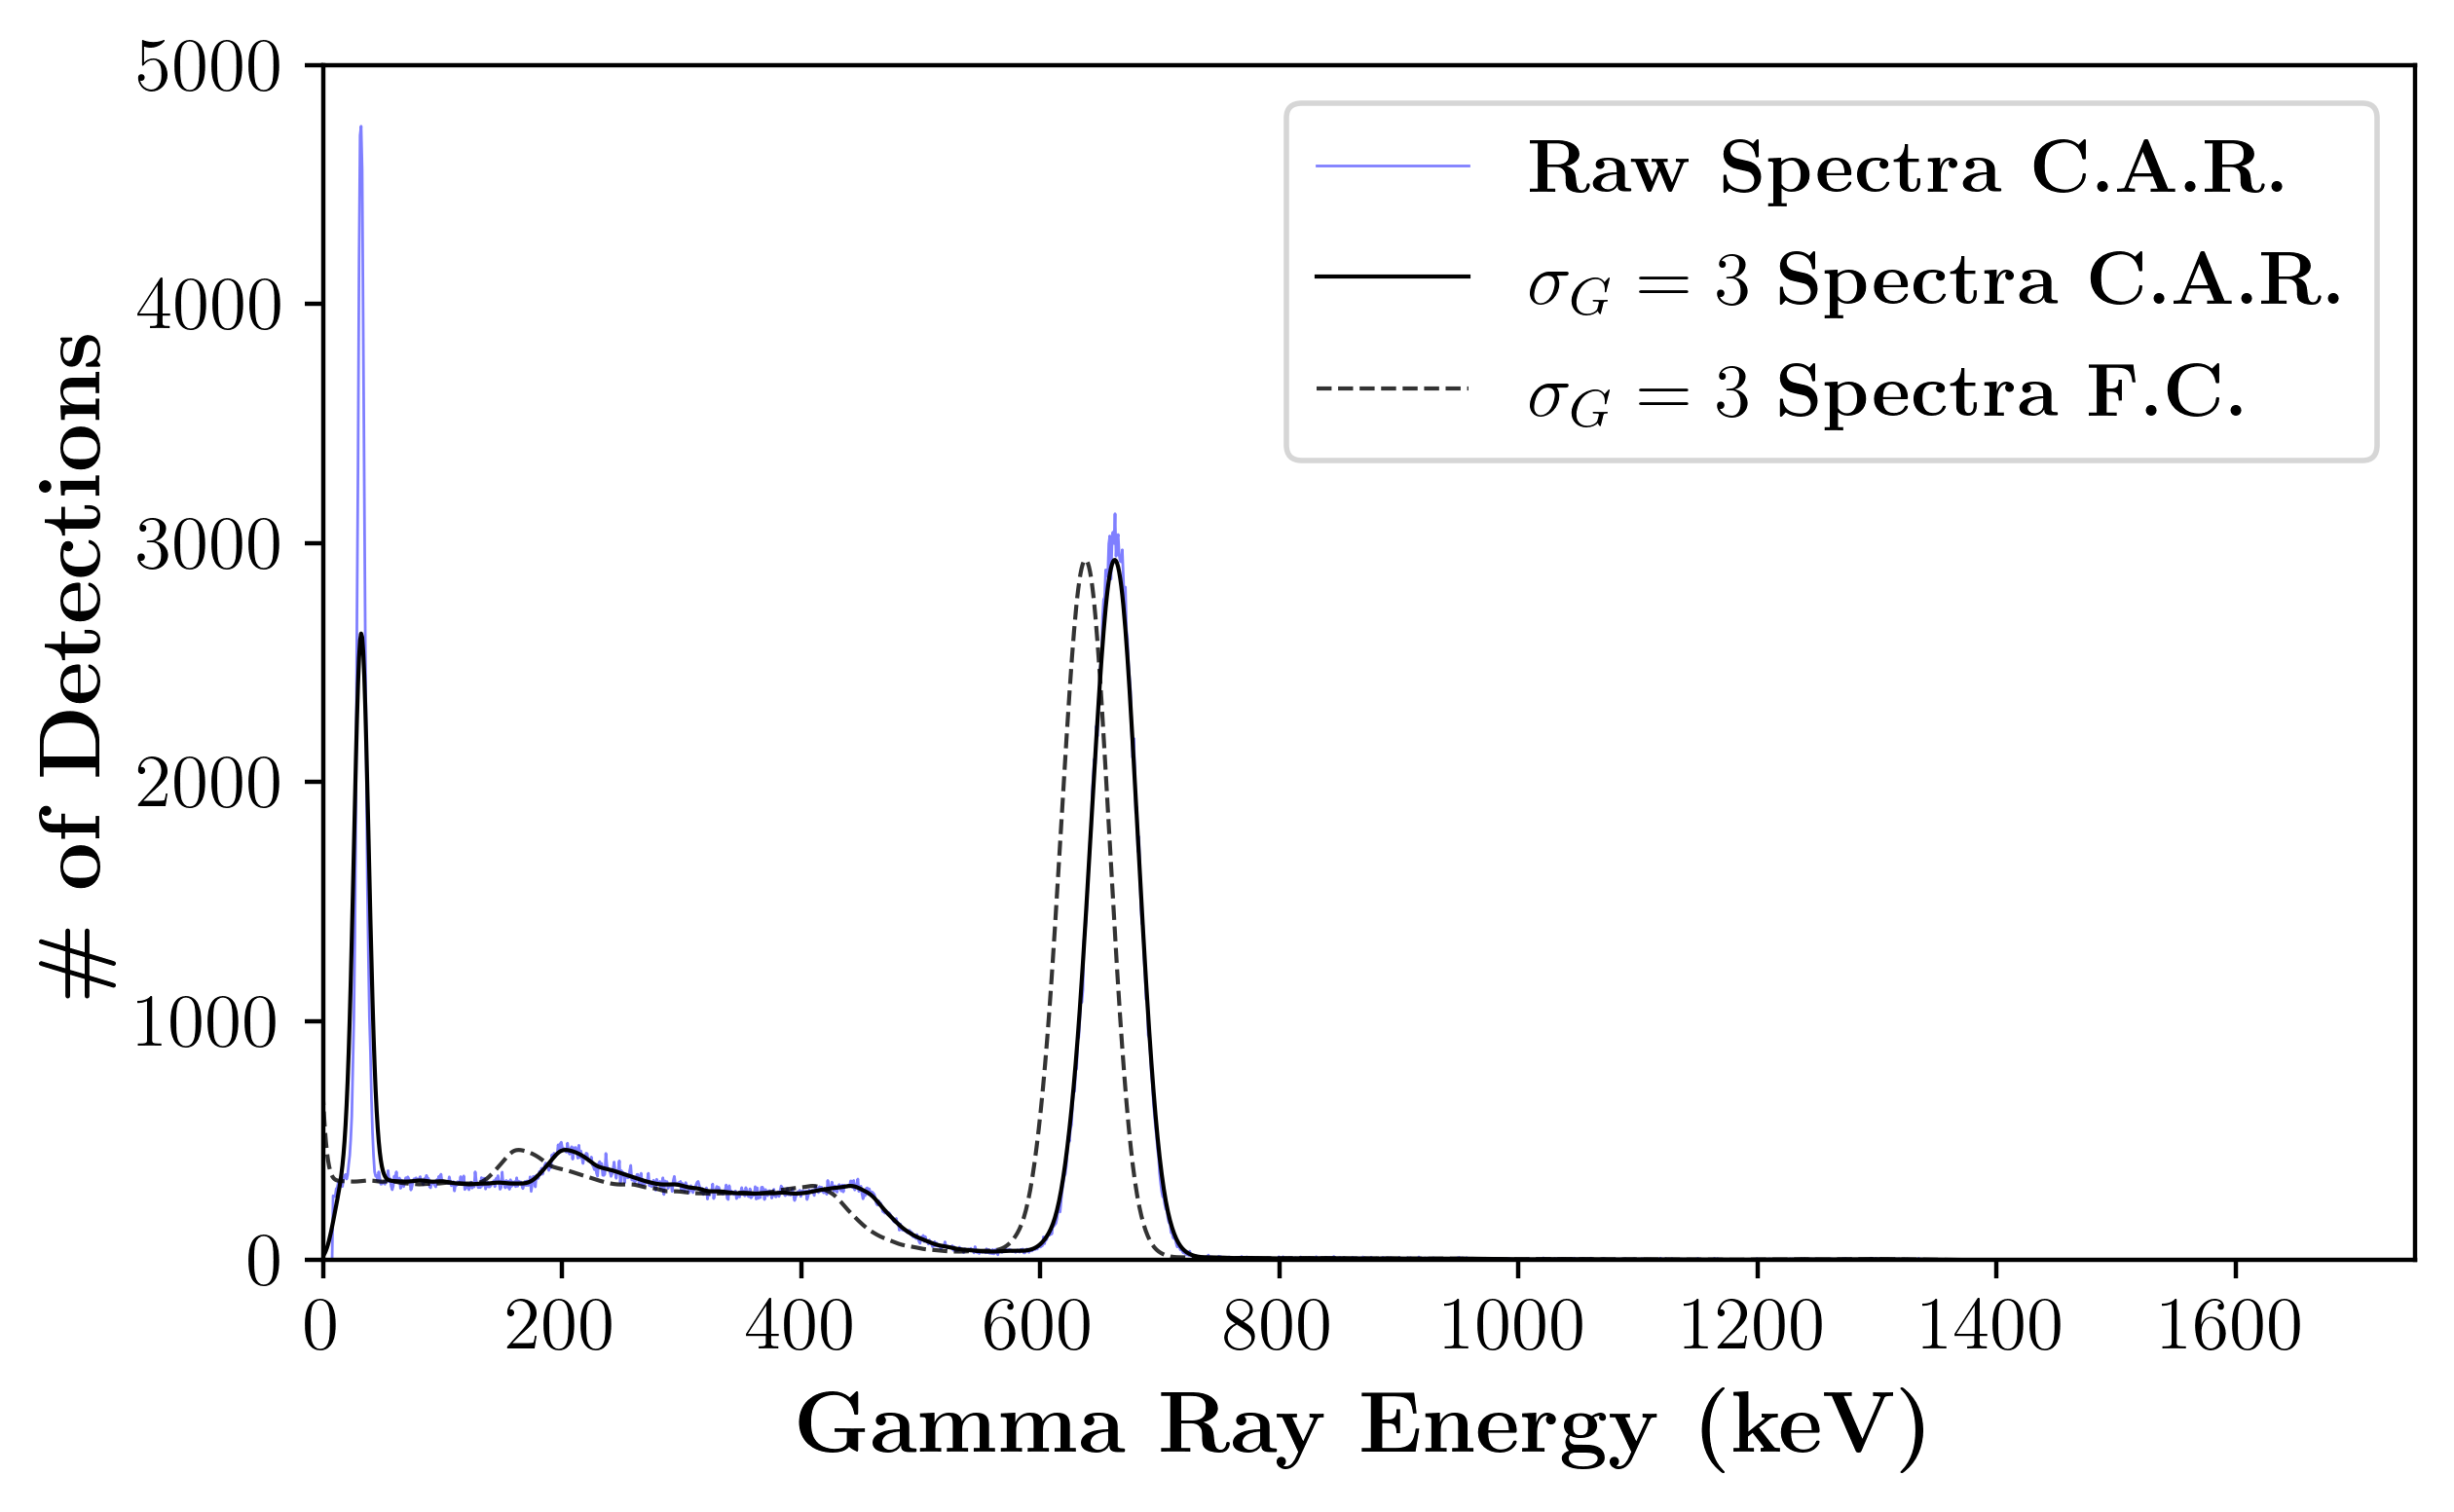 5000
4000
3000
2000
1000
0
# of Detections
Raw Spectra C.A.R.
σG = 3 Spectra C.A.R.
σG = 3 Spectra F.C.
0 200 400 600 800 1000 1200 1400 1600
Gamma Ray Energy (keV)